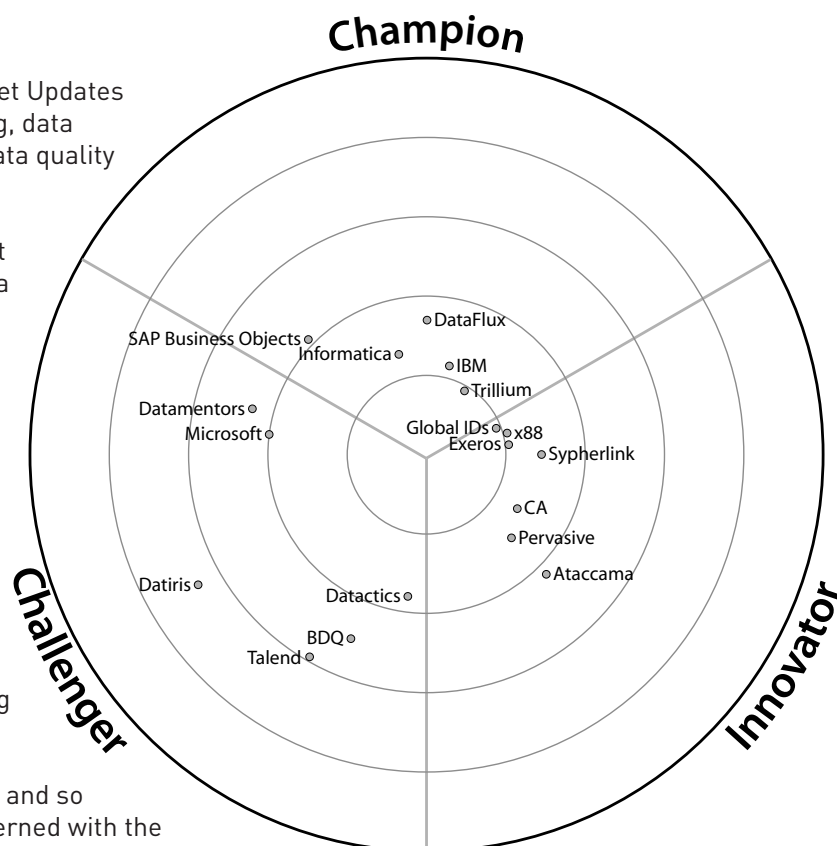 Champion
et Updates
g, data
ata quality
t
a
DataFlux
SAP Business Objects
Informatica
IBM
Trillium
Datamentors
Global IDs
x88
Microsoft
Exeros
Sypherlink
CA
Pervasive
Ataccama
Datiris
Datactics
BDQ
Talend
Challenger
Innovator
g
and so
erned with the